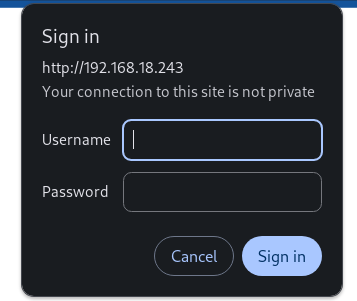 Sign in
http://192.168.18.243
Your connection to this site is not private
Username
Password
Cancel Sign in